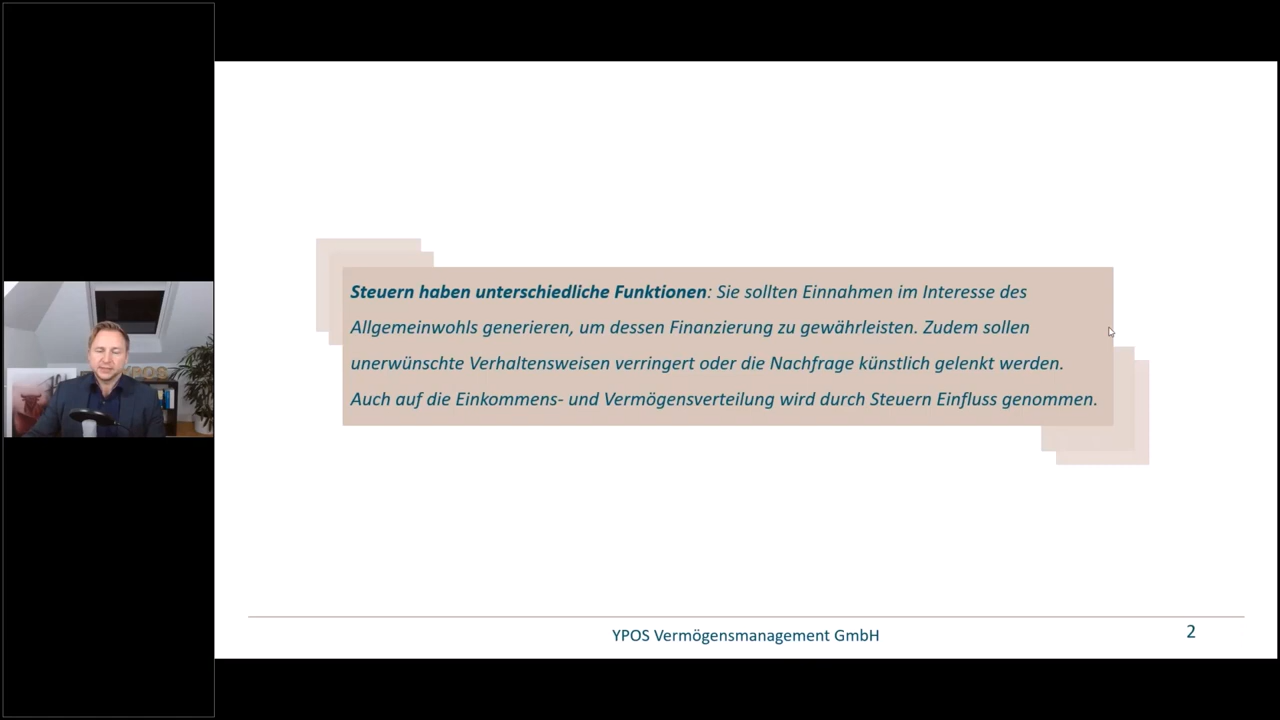 Steuern haben unterschiedliche Funktionen: Sie sollten Einnahmen im Interesse des
Allgemeinwohls generieren, um dessen Finanzierung zu gewährleisten. Zudem sollen
unerwünschte Verhaltensweisen verringert oder die Nachfrage künstlich gelenkt werden.
Auch auf die Einkommens- und Vermögensverteilung wird durch Steuern Einfluss genommen.
YPOS Vermögensmanagement GmbH
2
YPOS